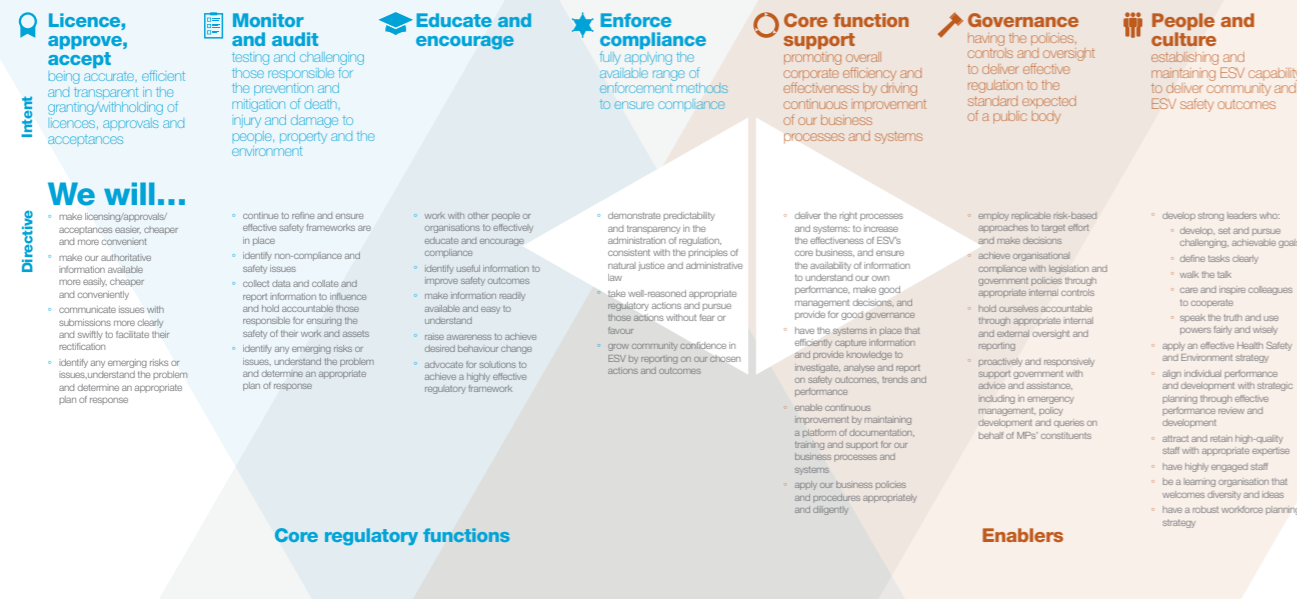 Licence,
approve,
accept
being accurate, efficient
and transparent in the
granting/withholding of
licences, approvals and
acceptances
Monitor
and audit
testing and challenging
those responsible for
the prevention and
mitigation of death,
injury and damage to
people, property and the
environment
Educate and
encourage
Enforce
compliance
fully applying the
available range of
enforcement methods
to ensure compliance
Core function
support
promoting overall
corporate efficiency and
effectiveness by driving
continuous improvement
of our business
processes and systems
Governance
having the policies,
controls and oversight
to deliver effective
regulation to the
standard expected
of a public body
People and
culture
establishing and
maintaining ESV capability
to deliver community and
ESV safety outcomes
Intent
We will...
Directive
make licensing/approvals/
acceptances easier, cheaper
and more convenient
make our authoritative
information available
more easily, cheaper
and conveniently
communicate issues with
submissions more clearly
and swiftly to facilitate their
rectification
identify any emerging risks or
issues,understand the problem
and determine an appropriate
plan of response
continue to refine and ensure
effective safety frameworks are
in place
identify non-compliance and
safety issues
collect data and collate and
report information to influence
and hold accountable those
responsible for ensuring the
safety of their work and assets
identify any emerging risks or
issues, understand the problem
and determine an appropriate
plan of response
work with other people or
organisations to effectively
educate and encourage
compliance
identify useful information to
improve safety outcomes
make information readily
available and easy to
understand
raise awareness to achieve
desired behaviour change
advocate for solutions to
achieve a highly effective
regulatory framework
demonstrate predictability
and transparency in the
administration of regulation,
consistent with the principles of
natural justice and administrative
law
take well-reasoned appropriate
regulatory actions and pursue
those actions without fear or
favour
grow community confidence in
ESV by reporting on our chosen
actions and outcomes
deliver the right processes
and systems: to increase
the effectiveness of ESV's
core business, and ensure
the availability of information
to understand our own
performance, make good
management decisions, and
provide for good governance
have the systems in place that
efficiently capture information
and provide knowledge to
investigate, analyse and report
on safety outcomes, trends and
performance
enable continuous
improvement by maintaining
a platform of documentation,
training and support for our
business processes and
systems
apply our business policies
and procedures appropriately
and diligently
employ replicable risk-based
approaches to target effort
and make decisions
achieve organisational
compliance with legislation and
government policies through
appropriate internal controls
hold ourselves accountable
through appropriate internal
and external oversight and
reporting
proactively and responsively
support government with
advice and assistance,
including in emergency
management, policy
development and queries on
behalf of MPs' constituents
develop strong leaders who:
develop, set and pursue
challenging, achievable goals
define tasks clearly
walk the talk
care and inspire colleagues
to cooperate
speak the truth and use
powers fairly and wisely
apply an effective Health Safety
and Environment strategy
align individual performance
and development with strategic
planning through effective
performance review and
development
attract and retain high-quality
staff with appropriate expertise
have highly engaged staff
be a learning organisation that
welcomes diversity and ideas
have a robust workforce planning
strategy
Core regulatory functions
Enablers